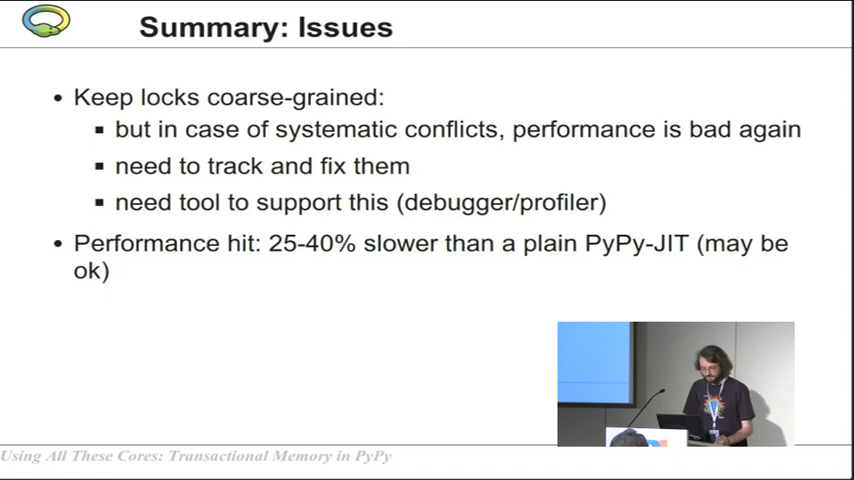 Summary: Issues
• Keep locks coarse-grained:
▪ but in case of systematic conflicts, performance is bad again
▪ need to track and fix them
▪ need tool to support this (debugger/profiler)
• Performance hit: 25-40% slower than a plain PyPy-JIT (may be
ok)
Using All These Cores: Transactional Memory in PyPy